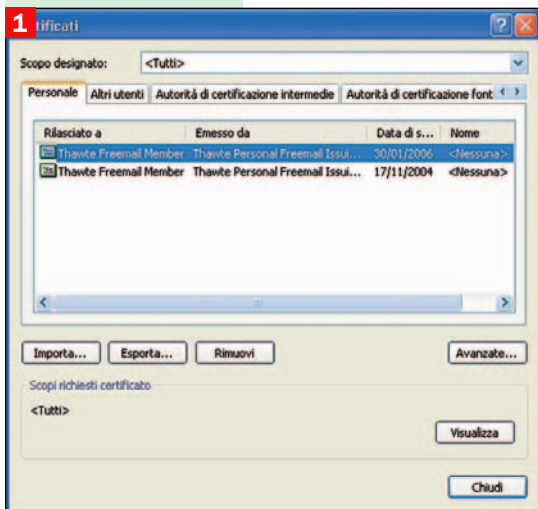 1
tificati
Scopo designato: <Tutti>
Personale Altri utenti Autorità di certificazione intermedie Autorità di certificazione font
Rilasciato a Emesso da Data di s... Nome
Thawte Freemail Member Thawte Personal Freemail Issui... 30/01/2006 <Nessuna>
Thawte Freemail Member Thawte Personal Freemail Issui... 17/11/2004 <Nessuna>
Importa... Esporta... Rimuovi Avanzate...
Scopi richiesti certificato
<Tutti>
Visualizza
Chiudi